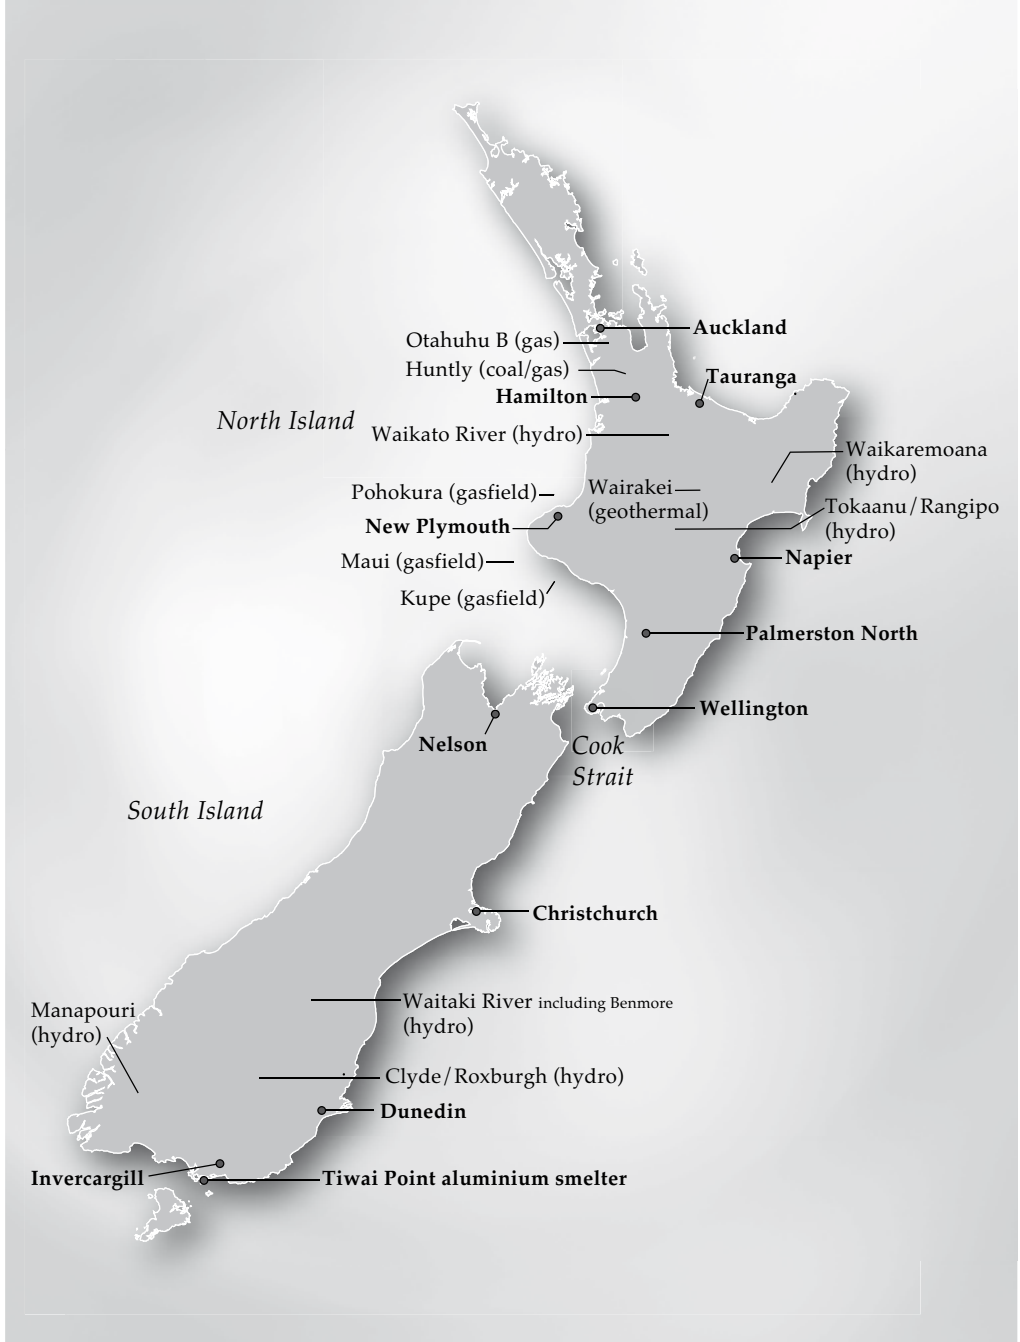 Auckland
Otahuhu B (gas)
Huntly (coal/gas)
Tauranga
Hamilton
North Island
Waikato River (hydro)
Waikaremoana
(hydro)
Pohokura (gasfield)
Wairakei
(geothermal)
Tokaanu/Rangipo
(hydro)
New Plymouth
Napier
Maui (gasfield)
Kupe (gasfield)
Palmerston North
Wellington
Nelson
Cook
Strait
South Island
Christchurch
Waitaki River including Benmore
(hydro)
Manapouri
(hydro)
Clyde/Roxburgh (hydro)
Dunedin
Invercargill
Tiwai Point aluminium smelter